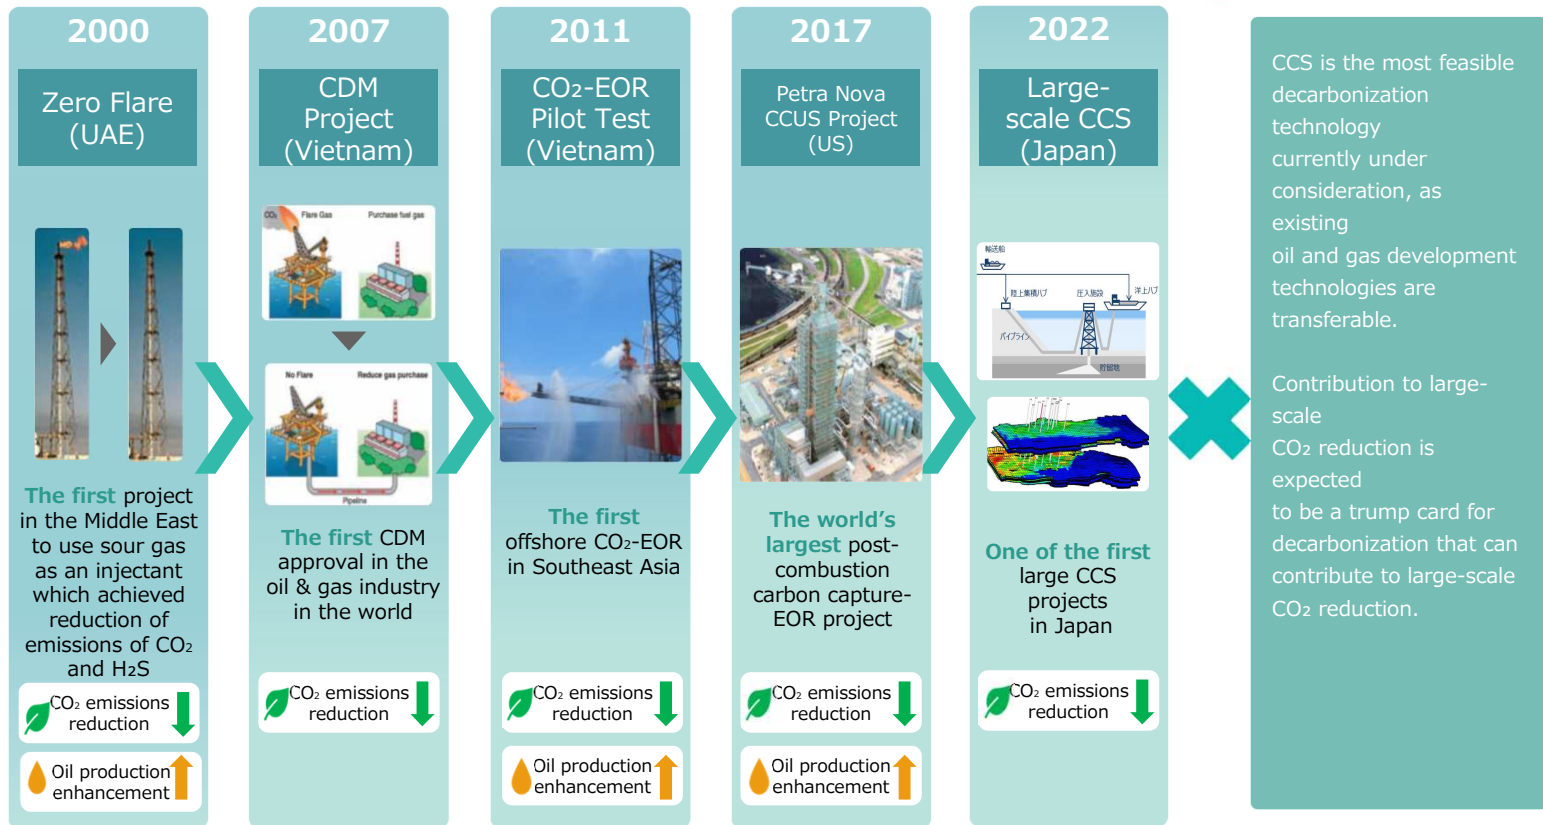 2000
Zero Flare
(UAE)
The first project
in the Middle East
to use sour gas
as an injectant
which achieved
reduction of
emissions of CO₂
and H₂S
CO₂ emissions
reduction
Oil production
enhancement
2007
CDM
Project
(Vietnam)
CO₂ Flare Gas Purchase fuel gas
No Flare Reduce gas purchase
Pipeline
The first CDM
approval in the
oil & gas industry
in the world
CO₂ emissions
reduction
2011
CO₂-EOR
Pilot Test
(Vietnam)
The first
offshore CO₂-EOR
in Southeast Asia
CO₂ emissions
reduction
Oil production
enhancement
2017
Petra Nova
CCUS Project
(US)
The world's
largest post-
combustion
carbon capture-
EOR project
CO₂ emissions
reduction
Oil production
enhancement
2022
Large-
scale CCS
(Japan)
輸送船
陸上集積ハブ 圧入施設 洋上ハブ
パイプライン
貯留地
One of the first
large CCS
projects
in Japan
CO₂ emissions
reduction
CCS is the most feasible
decarbonization
technology
currently under
consideration, as
existing
oil and gas development
technologies are
transferable.
Contribution to large-
scale
CO₂ reduction is
expected
to be a trump card for
decarbonization that can
contribute to large-scale
CO₂ reduction.